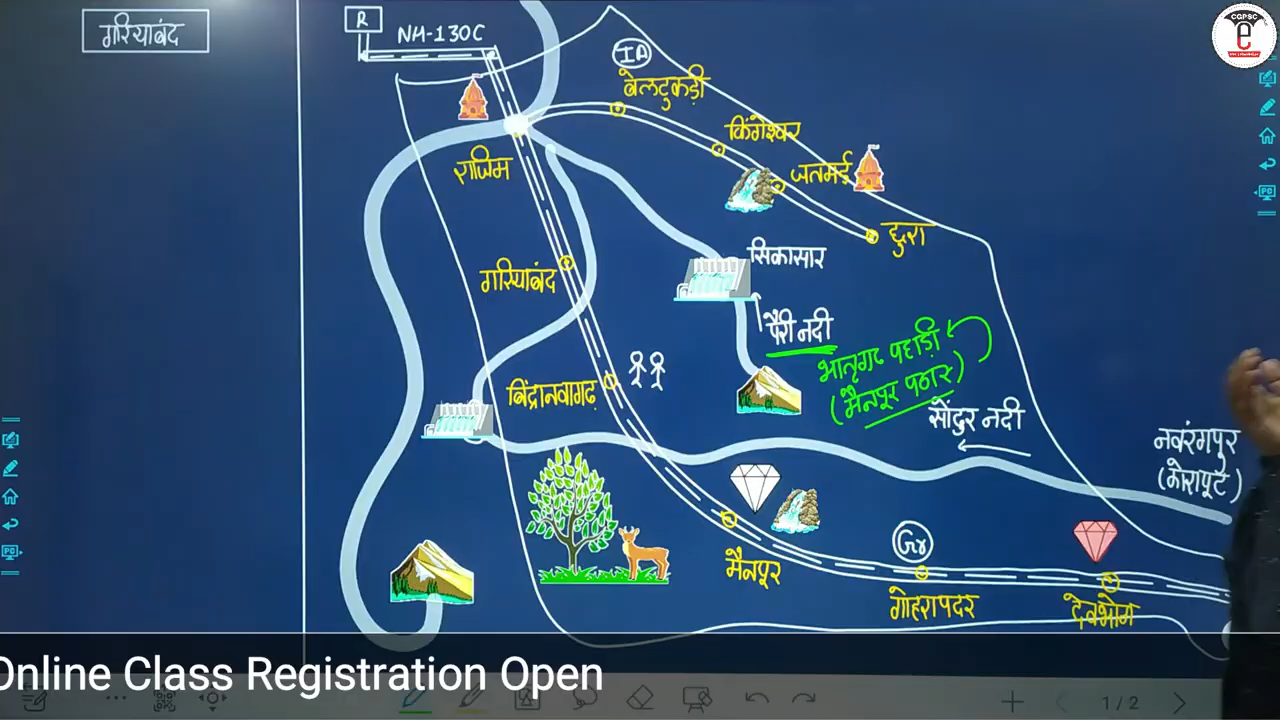 गरियाबंद
R
NH-130C
IA
बेलटुकड़ी
किंगेश्वर
जतमई
राजिम
छुरा
सिकासार
गरियाबंद
पैरी नदी
भातृगढ पहाड़ी
(मैनपूर पठार)
बिंद्रानवागढ़
सोंदुर नदी
नवरंगपूर
(कोरापूट)
Gr
मैनपूर
गोहरापदर
देवभोग
CGPSC
e
Online Class Registration Open
1/2